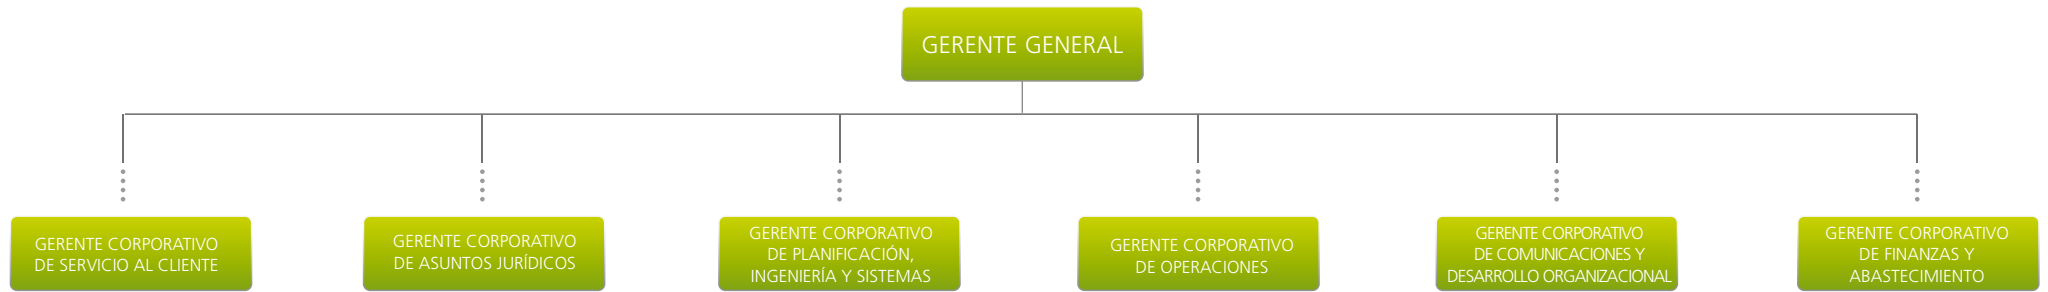 GERENTE GENERAL
GERENTE CORPORATIVO
DE SERVICIO AL CLIENTE
GERENTE CORPORATIVO
DE ASUNTOS JURÍDICOS
GERENTE CORPORATIVO
DE PLANIFICACIÓN,
INGENIERÍA Y SISTEMAS
GERENTE CORPORATIVO
DE OPERACIONES
GERENTE CORPORATIVO
DE COMUNICACIONES Y
DESARROLLO ORGANIZACIONAL
GERENTE CORPORATIVO
DE FINANZAS Y
ABASTECIMIENTO